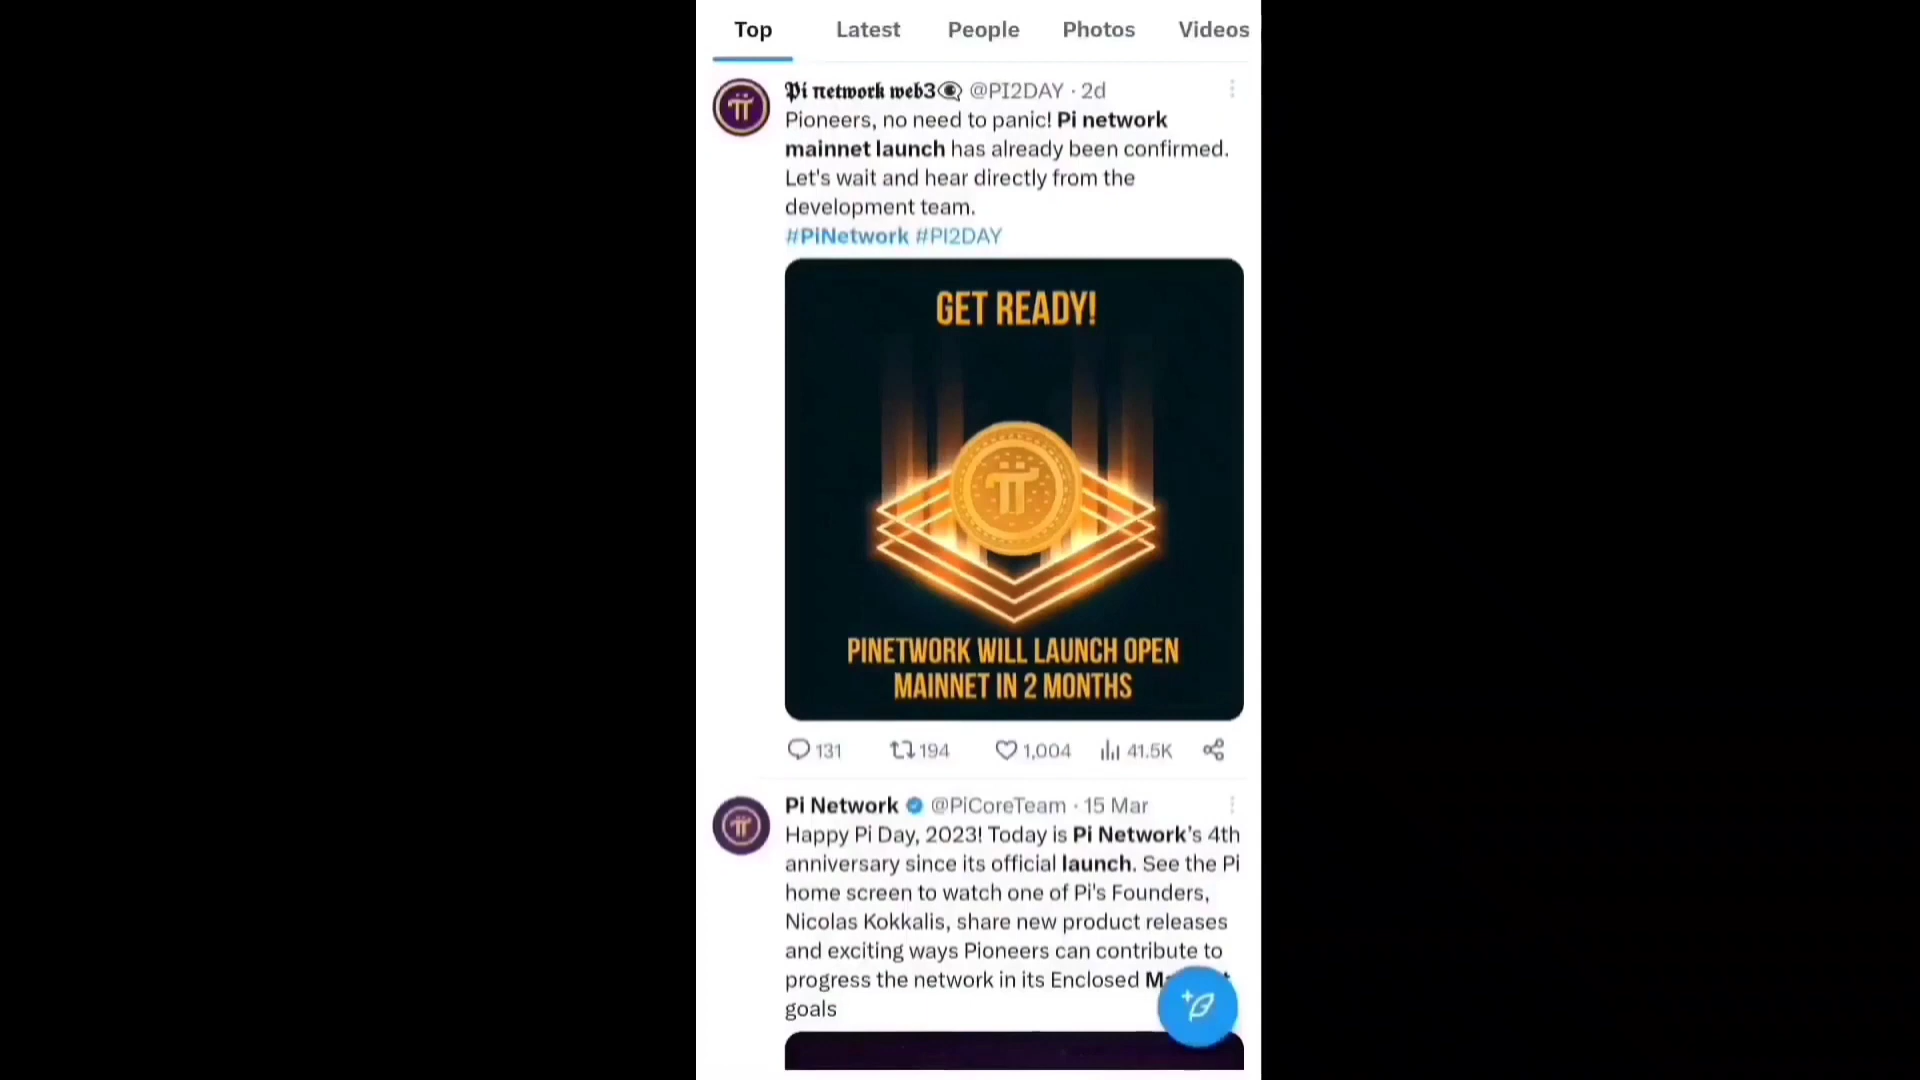 Top Latest People Photos Videos
𝕻i πetwork web3 @PI2DAY · 2d
Pioneers, no need to panic! Pi network
mainnet launch has already been confirmed.
Let's wait and hear directly from the
development team.
#PiNetwork #PI2DAY
GET READY!
PINETWORK WILL LAUNCH OPEN
MAINNET IN 2 MONTHS
131 194 1,004 41.5K
Pi Network @PiCoreTeam · 15 Mar
Happy Pi Day, 2023! Today is Pi Network's 4th
anniversary since its official launch. See the Pi
home screen to watch one of Pi's Founders,
Nicolas Kokkalis, share new product releases
and exciting ways Pioneers can contribute to
progress the network in its Enclosed
goals